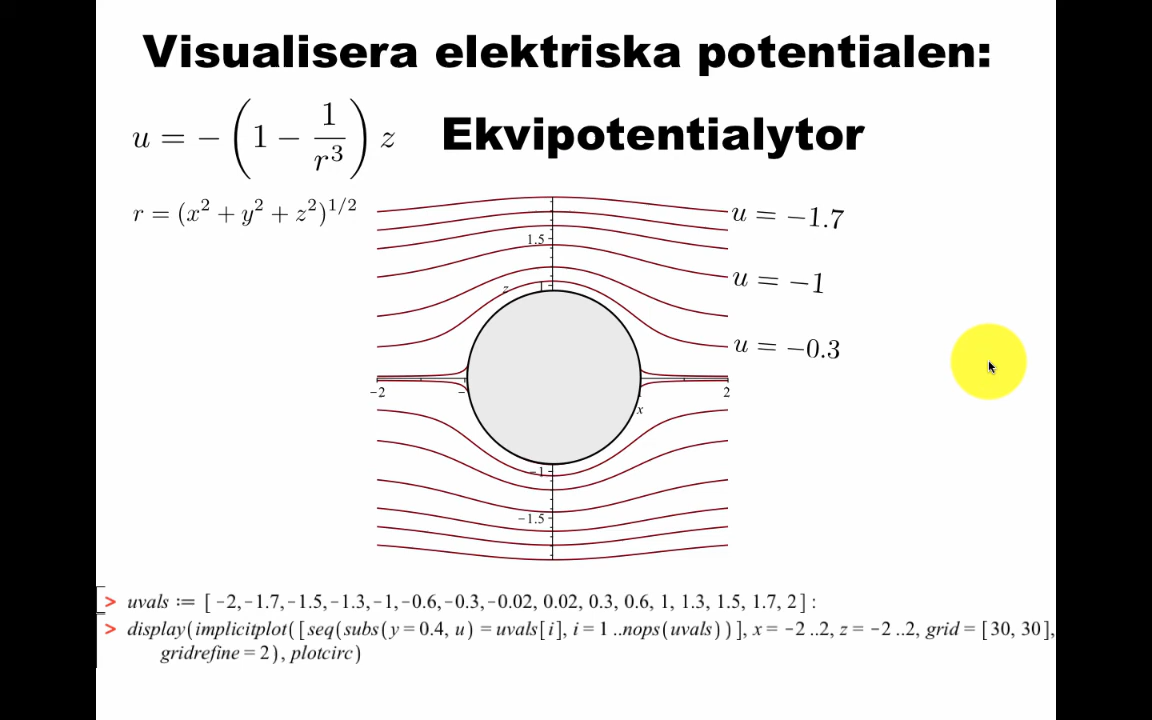 Visualisera elektriska potentialen:
u = −(1 − 1/r³) z
Ekvipotentialytor
r = (x² + y² + z²)^{1/2}
u = −1.7
1.5
u = −1
z
1
u = −0.3
−2
−
2
x
−1
−1.5
> uvals := [ -2,-1.7,-1.5,-1.3,-1,-0.6,-0.3,-0.02, 0.02, 0.3, 0.6, 1, 1.3, 1.5, 1.7, 2] :
> display(implicitplot([seq(subs(y = 0.4, u) = uvals[i], i = 1 ..nops(uvals))], x = -2 ..2, z = -2 ..2, grid = [30, 30],
gridrefine = 2), plotcirc)